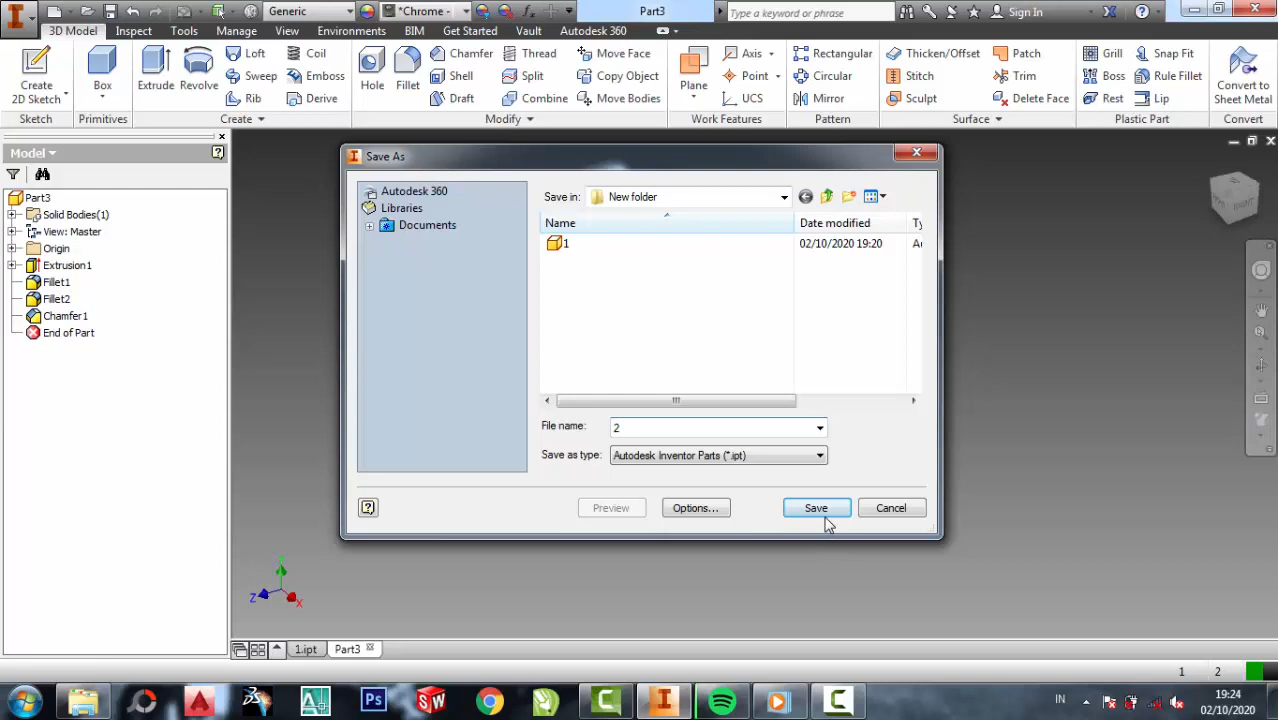 Generic
*Chrome
Part3
Type a keyword or phrase
Sign In
3D Model Inspect Tools Manage View Environments BIM Get Started Vault Autodesk 360
Create
2D Sketch
Box
Extrude
Revolve
Loft
Sweep
Rib
Coil
Emboss
Derive
Hole
Fillet
Chamfer
Shell
Draft
Thread
Split
Combine
Move Face
Copy Object
Move Bodies
Plane
Axis
Point
UCS
Rectangular
Circular
Mirror
Thicken/Offset
Stitch
Sculpt
Patch
Trim
Delete Face
Grill
Boss
Rest
Snap Fit
Rule Fillet
Lip
Convert to
Sheet Metal
Sketch Primitives Create Modify Work Features Pattern Surface Plastic Part Convert
Model
Part3
Solid Bodies(1)
View: Master
Origin
Extrusion1
Fillet1
Fillet2
Chamfer1
End of Part
Save As
Autodesk 360
Libraries
Documents
Save in: New folder
Name Date modified Ty
1 02/10/2020 19:20 Au
File name: 2
Save as type: Autodesk Inventor Parts (*.ipt)
Preview Options... Save Cancel
RIGHT
Y
Z
X
1.ipt Part3
1 2
Ps
SW
IN
19:24
02/10/2020